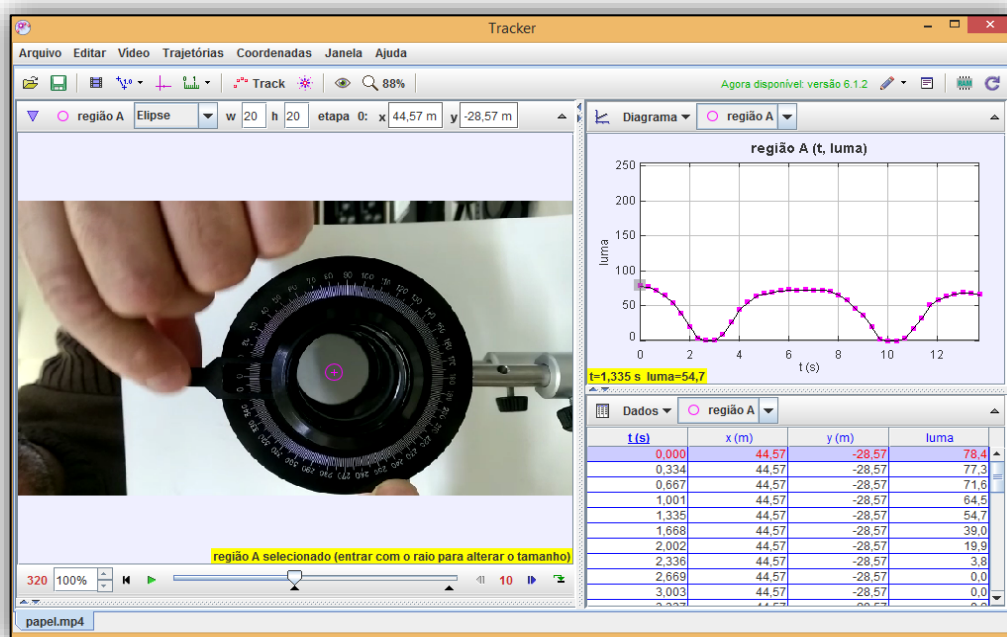 Tracker
Arquivo Editar Vídeo Trajetórias Coordenadas Janela Ajuda
Track 88% Agora disponível: versão 6.1.2
região A Elipse w 20 h 20 etapa 0: x 44,57 m y -28,57 m
Diagrama região A
região A (t, luma)
250
200
150
100
50
0
luma
0 2 4 6 8 10 12
t (s)
t=1,335 s luma=54,7
Dados região A
t (s) x (m) y (m) luma
0,000 44,57 -28,57 78,4
0,334 44,57 -28,57 77,3
0,667 44,57 -28,57 71,6
1,001 44,57 -28,57 64,5
1,335 44,57 -28,57 54,7
1,668 44,57 -28,57 39,0
2,002 44,57 -28,57 19,9
2,336 44,57 -28,57 3,8
2,669 44,57 -28,57 0,0
3,003 44,57 -28,57 0,0
região A selecionado (entrar com o raio para alterar o tamanho)
320 100% 10
papel.mp4